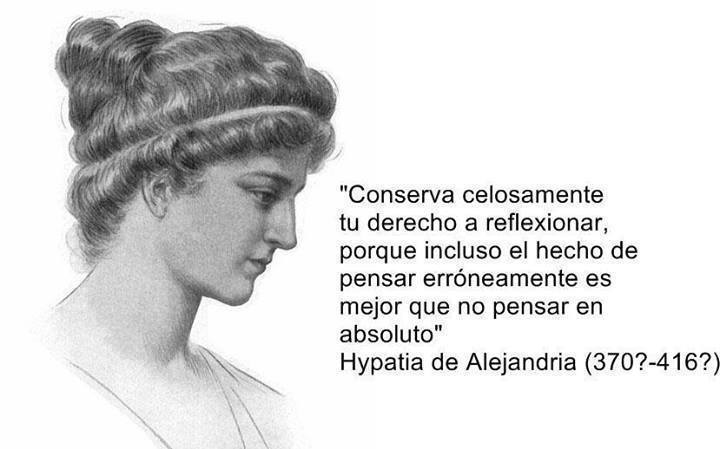 "Conserva celosamente
tu derecho a reflexionar,
porque incluso el hecho de
pensar erróneamente es
mejor que no pensar en
absoluto"
Hypatia de Alejandria (370?-416?)